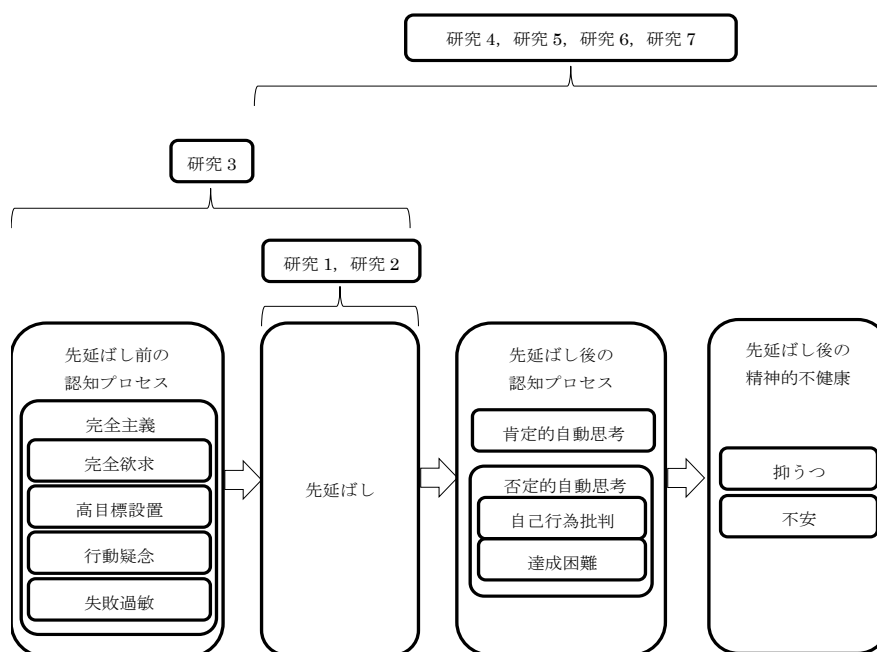 研究 4，研究 5，研究 6，研究 7
研究 3
研究 1，研究 2
先延ばし前の
認知プロセス
完全主義
完全欲求
高目標設置
行動疑念
失敗過敏
先延ばし
先延ばし後の
認知プロセス
肯定的自動思考
否定的自動思考
自己行為批判
達成困難
先延ばし後の
精神的不健康
抑うつ
不安